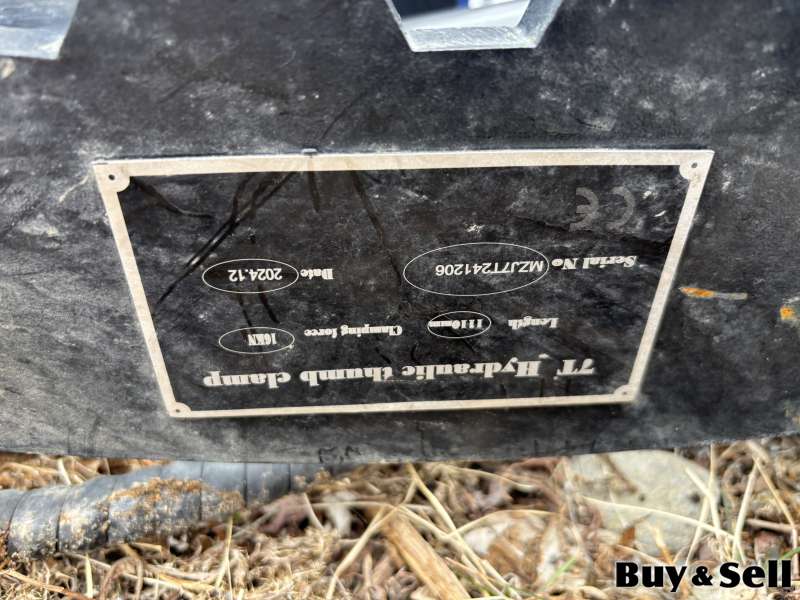 7T Hydraulic thumb clamp
Length 1110mm Clamping force 16KN
Serial No MZJ7T241206 Date 2024.12
CE
Buy & Sell